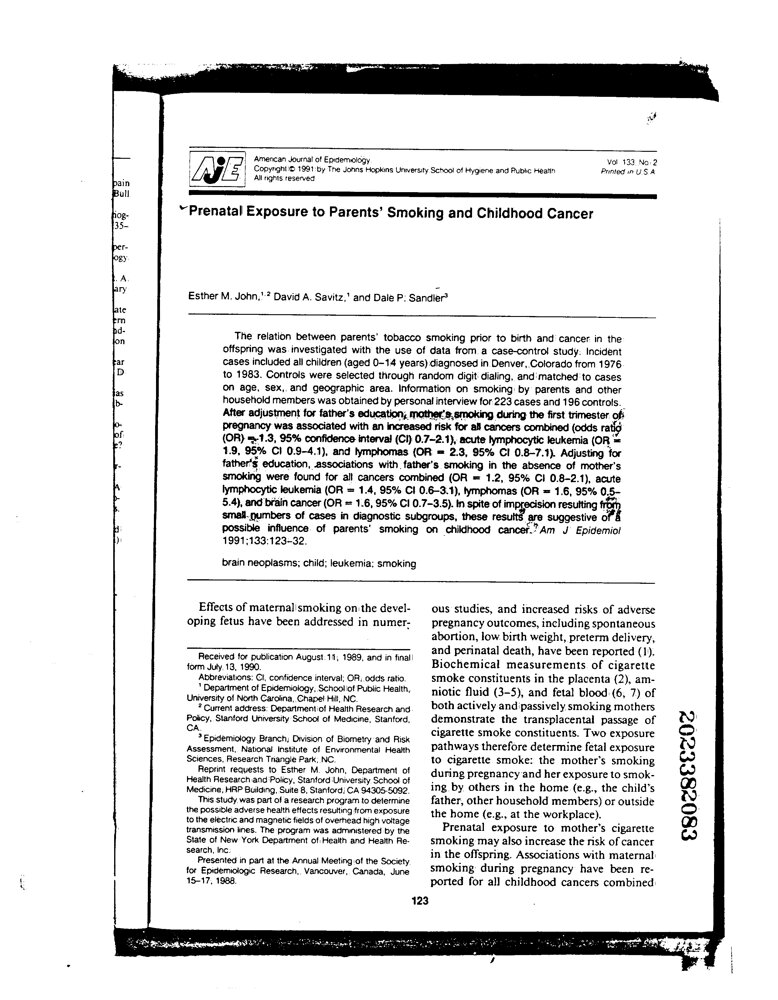 pain
Bull
nog-
35–
per-
ogy.
. A.
ary
ate
ern
ad-
on
ar
D
as
b-
o-
of
e?
r-
A
p-
s.
d
.)
AJE
American Journal of Epidemiology
Copyright © 1991 by The Johns Hopkins University School of Hygiene and Public Health
All rights reserved
Vol. 133, No. 2
Printed in U.S.A.
Prenatal Exposure to Parents' Smoking and Childhood Cancer
Esther M. John,1,2 David A. Savitz,1 and Dale P. Sandler3
The relation between parents' tobacco smoking prior to birth and cancer in the
offspring was investigated with the use of data from a case-control study. Incident
cases included all children (aged 0–14 years) diagnosed in Denver, Colorado from 1976
to 1983. Controls were selected through random digit dialing, and matched to cases
on age, sex, and geographic area. Information on smoking by parents and other
household members was obtained by personal interview for 223 cases and 196 controls.
After adjustment for father's education, mother's smoking during the first trimester of
pregnancy was associated with an increased risk for all cancers combined (odds ratio
(OR) = 1.3, 95% confidence interval (CI) 0.7–2.1), acute lymphocytic leukemia (OR =
1.9, 95% CI 0.9–4.1), and lymphomas (OR = 2.3, 95% CI 0.8–7.1). Adjusting for
father's education, associations with father's smoking in the absence of mother's
smoking were found for all cancers combined (OR = 1.2, 95% CI 0.8–2.1), acute
lymphocytic leukemia (OR = 1.4, 95% CI 0.6–3.1), lymphomas (OR = 1.6, 95% CI 0.5–
5.4), and brain cancer (OR = 1.6, 95% CI 0.7–3.5). In spite of imprecision resulting from
small numbers of cases in diagnostic subgroups, these results are suggestive of a
possible influence of parents' smoking on childhood cancer. Am J Epidemiol
1991;133:123–32.
brain neoplasms; child; leukemia; smoking
Effects of maternal smoking on the devel-
oping fetus have been addressed in numer-
Received for publication August 11, 1989, and in final
form July 13, 1990.
Abbreviations: CI, confidence interval; OR, odds ratio.
1 Department of Epidemiology, School of Public Health,
University of North Carolina, Chapel Hill, NC.
2 Current address: Department of Health Research and
Policy, Stanford University School of Medicine, Stanford,
CA.
3 Epidemiology Branch, Division of Biometry and Risk
Assessment, National Institute of Environmental Health
Sciences, Research Triangle Park, NC.
Reprint requests to Esther M. John, Department of
Health Research and Policy, Stanford University School of
Medicine, HRP Building, Suite B, Stanford, CA 94305-5092.
This study was part of a research program to determine
the possible adverse health effects resulting from exposure
to the electric and magnetic fields of overhead high voltage
transmission lines. The program was administered by the
State of New York Department of Health and Health Re-
search, Inc.
Presented in part at the Annual Meeting of the Society
for Epidemiologic Research, Vancouver, Canada, June
15–17, 1988.
ous studies, and increased risks of adverse
pregnancy outcomes, including spontaneous
abortion, low birth weight, preterm delivery,
and perinatal death, have been reported (1).
Biochemical measurements of cigarette
smoke constituents in the placenta (2), am-
niotic fluid (3–5), and fetal blood (6, 7) of
both actively and passively smoking mothers
demonstrate the transplacental passage of
cigarette smoke constituents. Two exposure
pathways therefore determine fetal exposure
to cigarette smoke: the mother's smoking
during pregnancy and her exposure to smok-
ing by others in the home (e.g., the child's
father, other household members) or outside
the home (e.g., at the workplace).
Prenatal exposure to mother's cigarette
smoking may also increase the risk of cancer
in the offspring. Associations with maternal
smoking during pregnancy have been re-
ported for all childhood cancers combined
123
2023382083